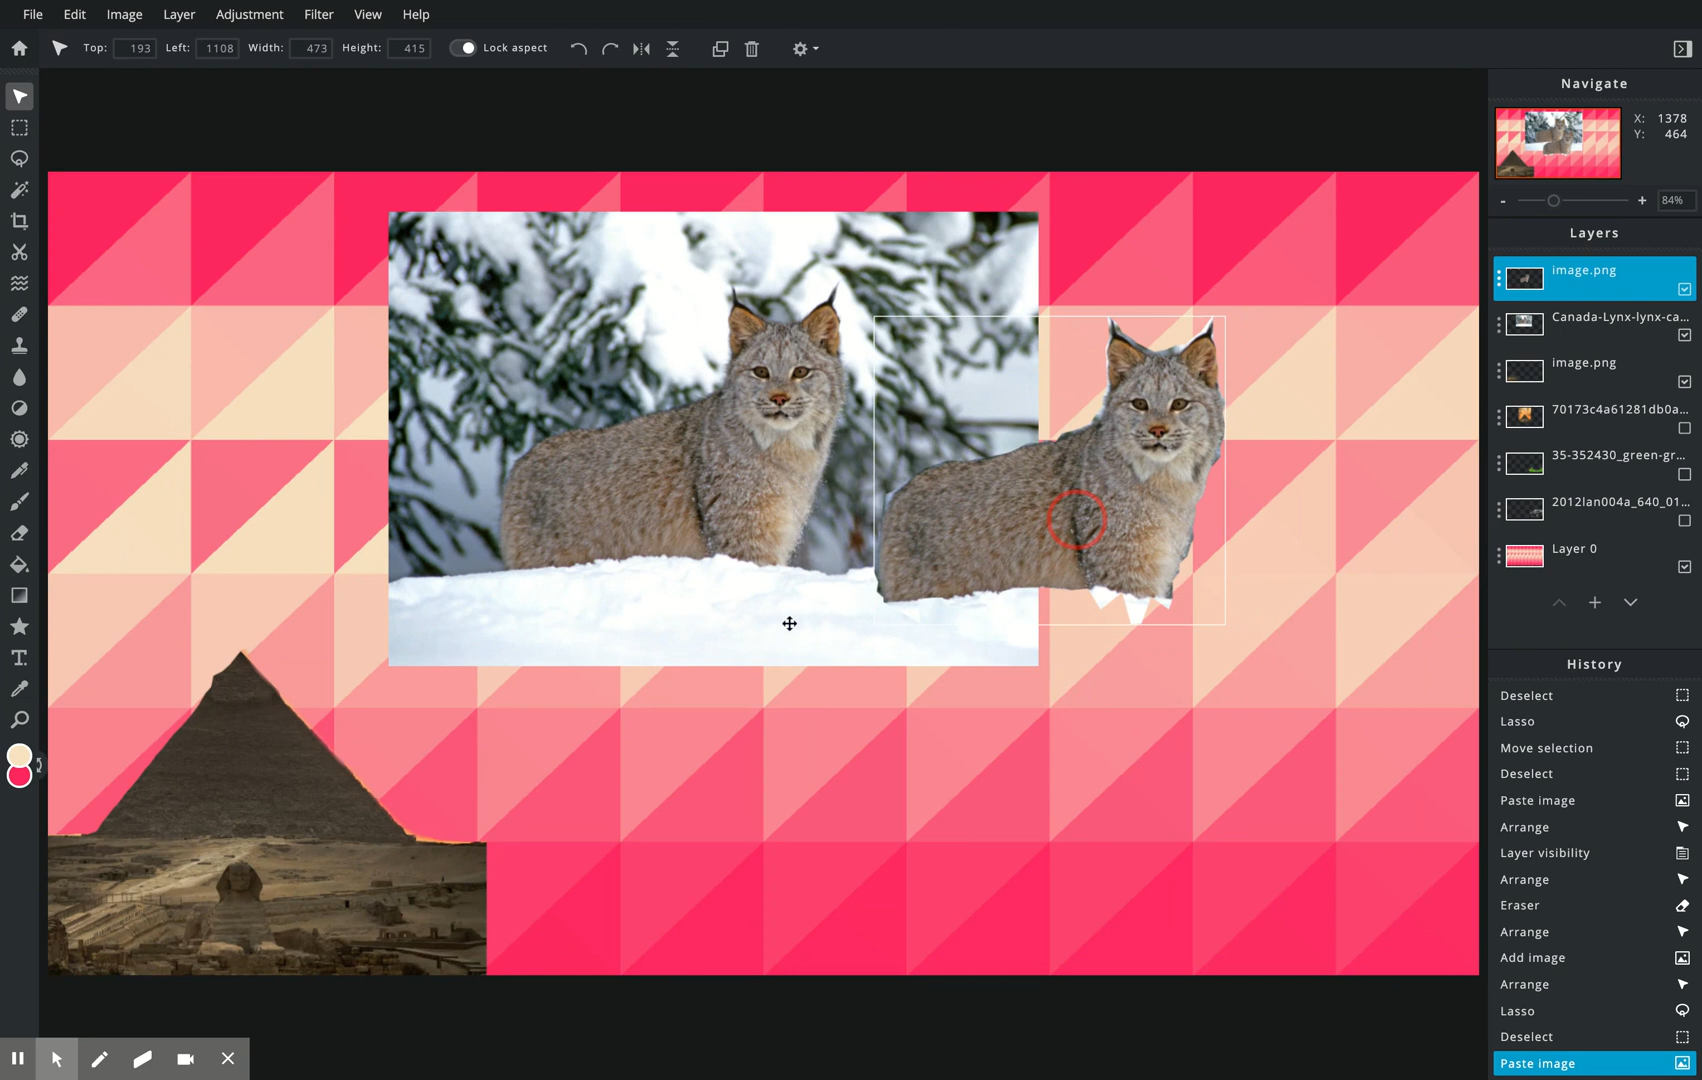 File Edit Image Layer Adjustment Filter View Help
Top: 193 Left: 1108 Width: 473 Height: 415 Lock aspect
Navigate
X: 1378
Y: 464
- + 84%
Layers
image.png
Canada-Lynx-lynx-ca...
image.png
70173c4a61281db0a...
35-352430_green-gr...
2012lan004a_640_01...
Layer 0
History
Deselect
Lasso
Move selection
Deselect
Paste image
Arrange
Layer visibility
Arrange
Eraser
Arrange
Add image
Arrange
Lasso
Deselect
Paste image